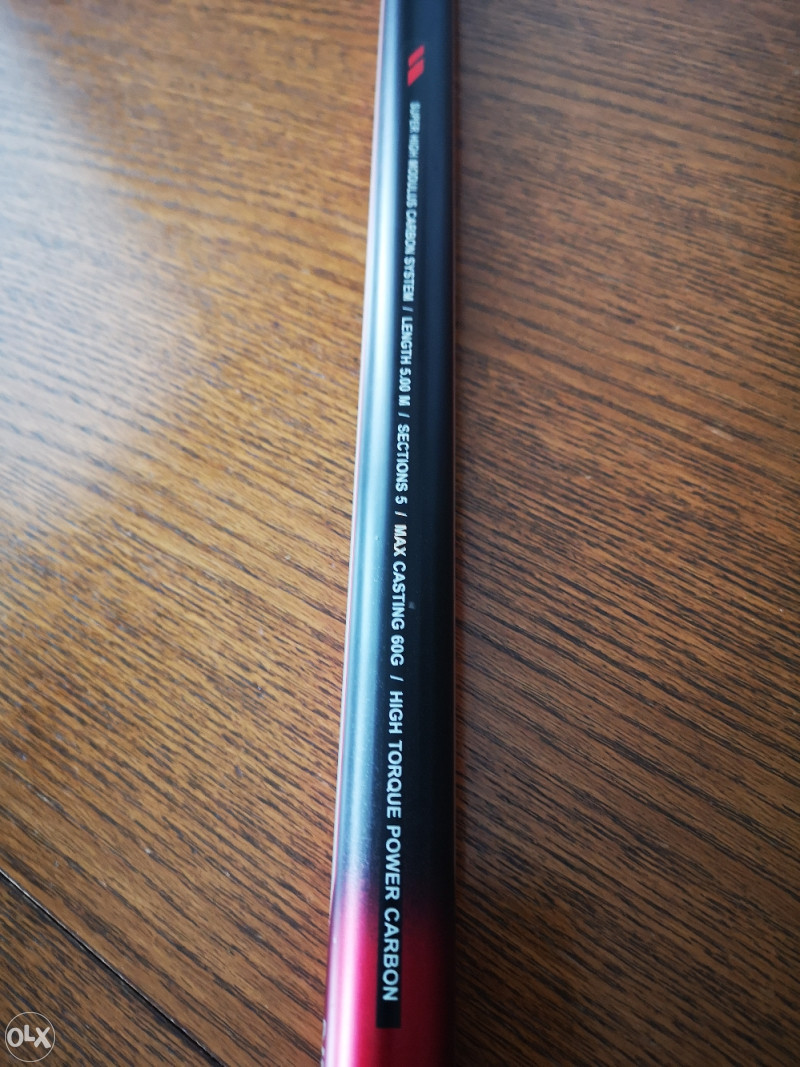 SUPER HIGH MODULUS CARBON SYSTEM / LENGTH 5.00 M / SECTIONS 5 / MAX CASTING 60G / HIGH TORQUE POWER CARBON
OLX